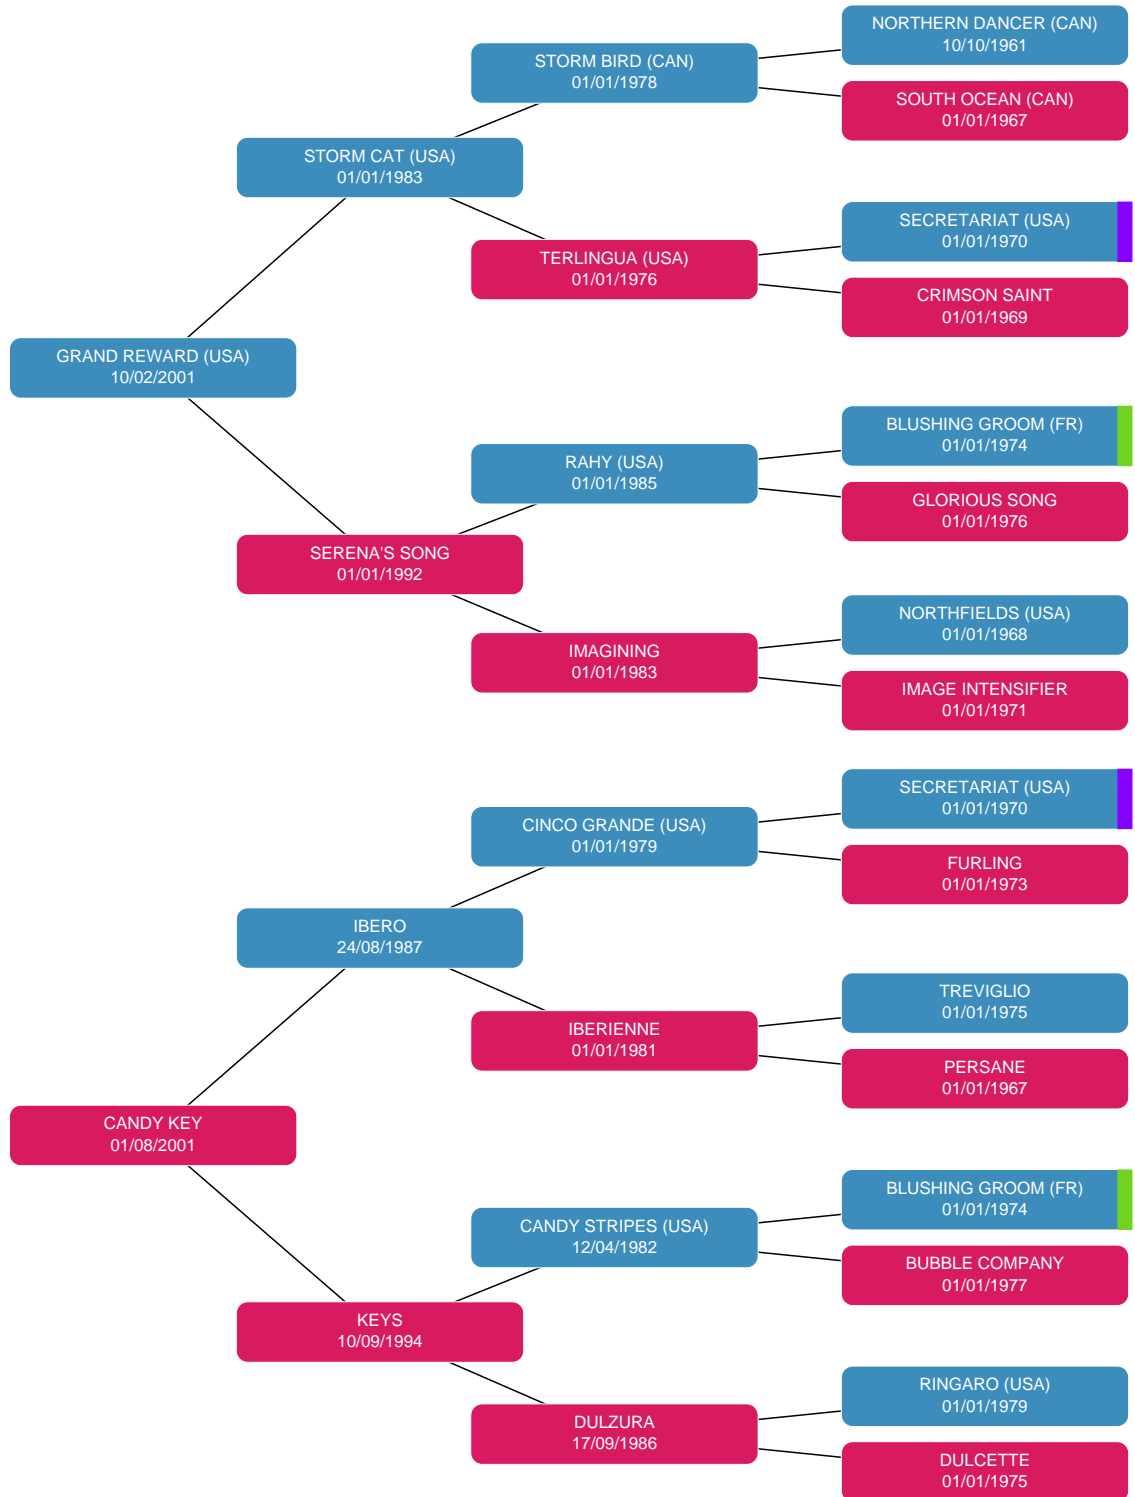 NORTHERN DANCER (CAN)
10/10/1961
STORM BIRD (CAN)
01/01/1978
SOUTH OCEAN (CAN)
01/01/1967
STORM CAT (USA)
01/01/1983
SECRETARIAT (USA)
01/01/1970
TERLINGUA (USA)
01/01/1976
CRIMSON SAINT
01/01/1969
GRAND REWARD (USA)
10/02/2001
BLUSHING GROOM (FR)
01/01/1974
RAHY (USA)
01/01/1985
GLORIOUS SONG
01/01/1976
SERENA'S SONG
01/01/1992
NORTHFIELDS (USA)
01/01/1968
IMAGINING
01/01/1983
IMAGE INTENSIFIER
01/01/1971
SECRETARIAT (USA)
01/01/1970
CINCO GRANDE (USA)
01/01/1979
FURLING
01/01/1973
IBERO
24/08/1987
TREVIGLIO
01/01/1975
IBERIENNE
01/01/1981
PERSANE
01/01/1967
CANDY KEY
01/08/2001
BLUSHING GROOM (FR)
01/01/1974
CANDY STRIPES (USA)
12/04/1982
BUBBLE COMPANY
01/01/1977
KEYS
10/09/1994
RINGARO (USA)
01/01/1979
DULZURA
17/09/1986
DULCETTE
01/01/1975